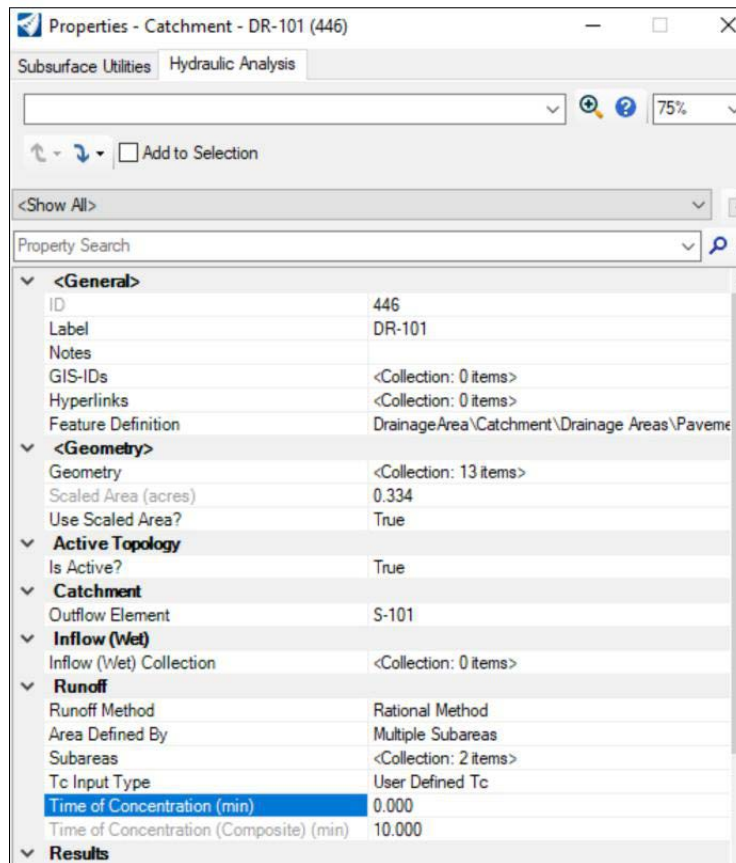 Properties - Catchment - DR-101 (446)
Subsurface Utilities Hydraulic Analysis
75%
Add to Selection
<Show All>
Property Search
<General>
ID 446
Label DR-101
Notes
GIS-IDs <Collection: 0 items>
Hyperlinks <Collection: 0 items>
Feature Definition DrainageArea\Catchment\Drainage Areas\Paveme
<Geometry>
Geometry <Collection: 13 items>
Scaled Area (acres) 0.334
Use Scaled Area? True
Active Topology
Is Active? True
Catchment
Outflow Element S-101
Inflow (Wet)
Inflow (Wet) Collection <Collection: 0 items>
Runoff
Runoff Method Rational Method
Area Defined By Multiple Subareas
Subareas <Collection: 2 items>
Tc Input Type User Defined Tc
Time of Concentration (min) 0.000
Time of Concentration (Composite) (min) 10.000
Results